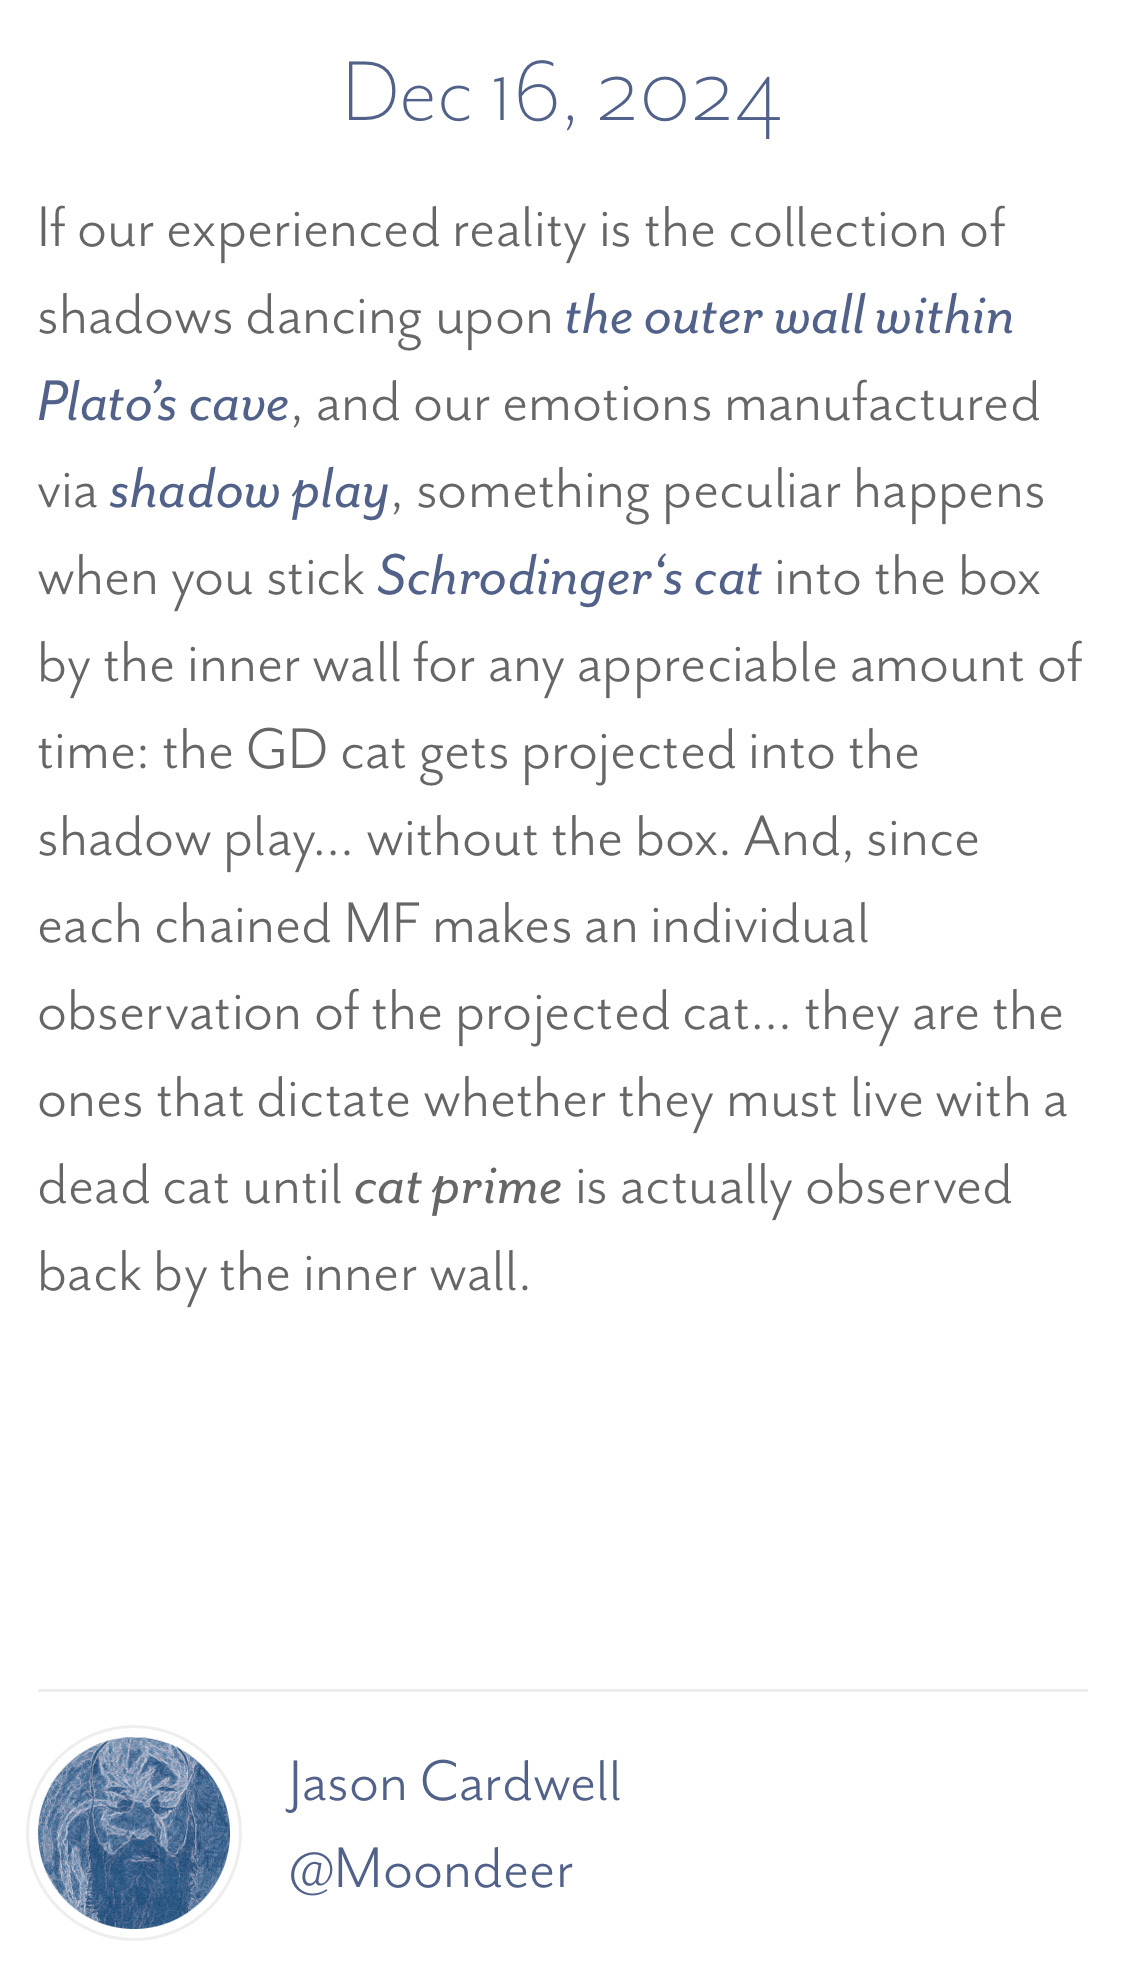 Dec 16, 2024
If our experienced reality is the collection of
shadows dancing upon the outer wall within
Plato’s cave, and our emotions manufactured
via shadow play, something peculiar happens
when you stick Schrodinger‘s cat into the box
by the inner wall for any appreciable amount of
time: the GD cat gets projected into the
shadow play... without the box. And, since
each chained MF makes an individual
observation of the projected cat... they are the
ones that dictate whether they must live with a
dead cat until cat prime is actually observed
back by the inner wall.
Jason Cardwell
@Moondeer